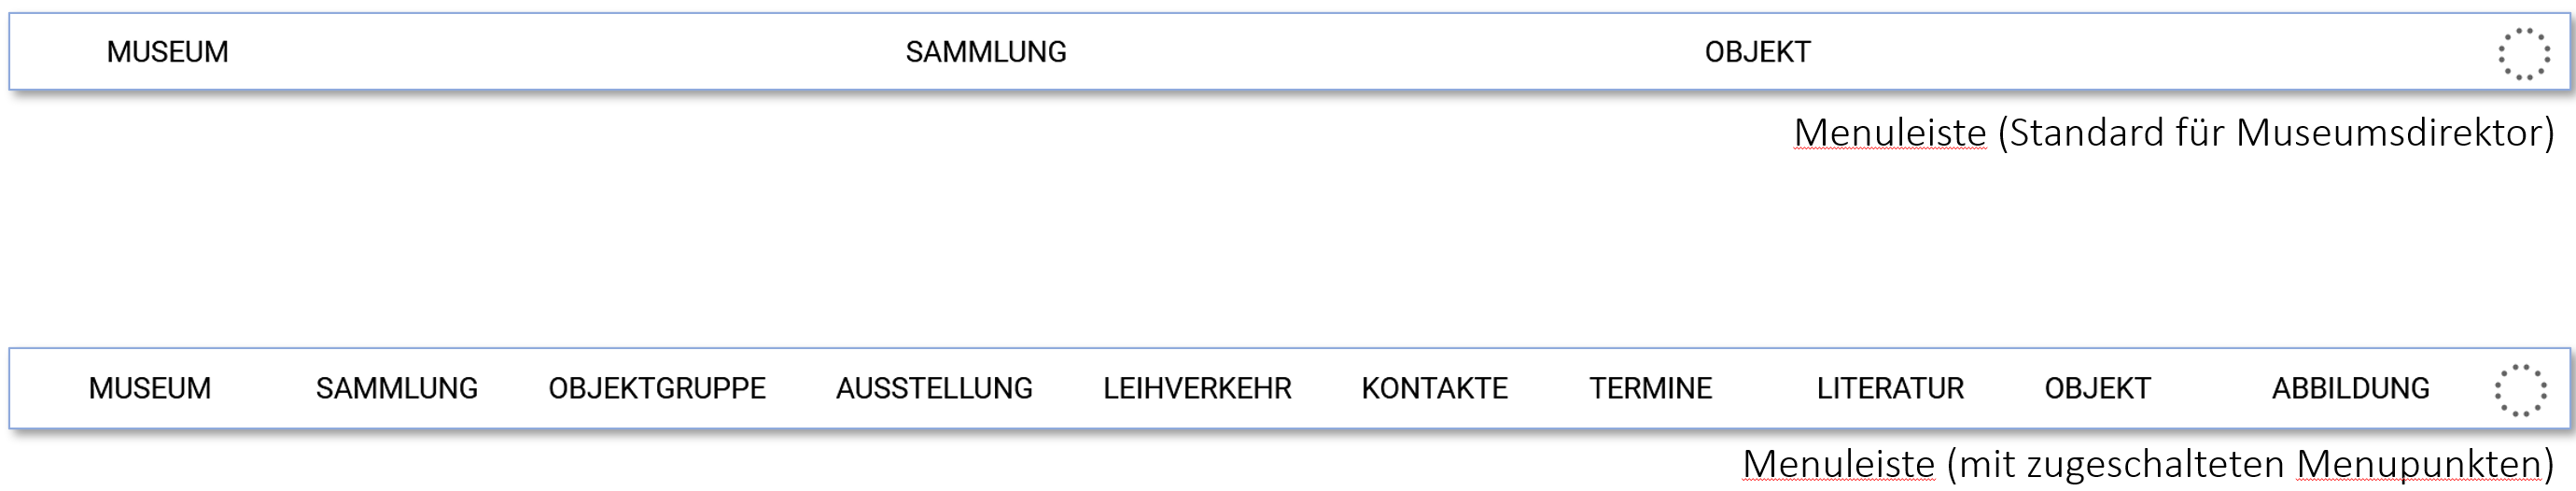 MUSEUM SAMMLUNG OBJEKT
Menuleiste (Standard für Museumsdirektor)
MUSEUM SAMMLUNG OBJEKTGRUPPE AUSSTELLUNG LEIHVERKEHR KONTAKTE TERMINE LITERATUR OBJEKT ABBILDUNG
Menuleiste (mit zugeschalteten Menupunkten)